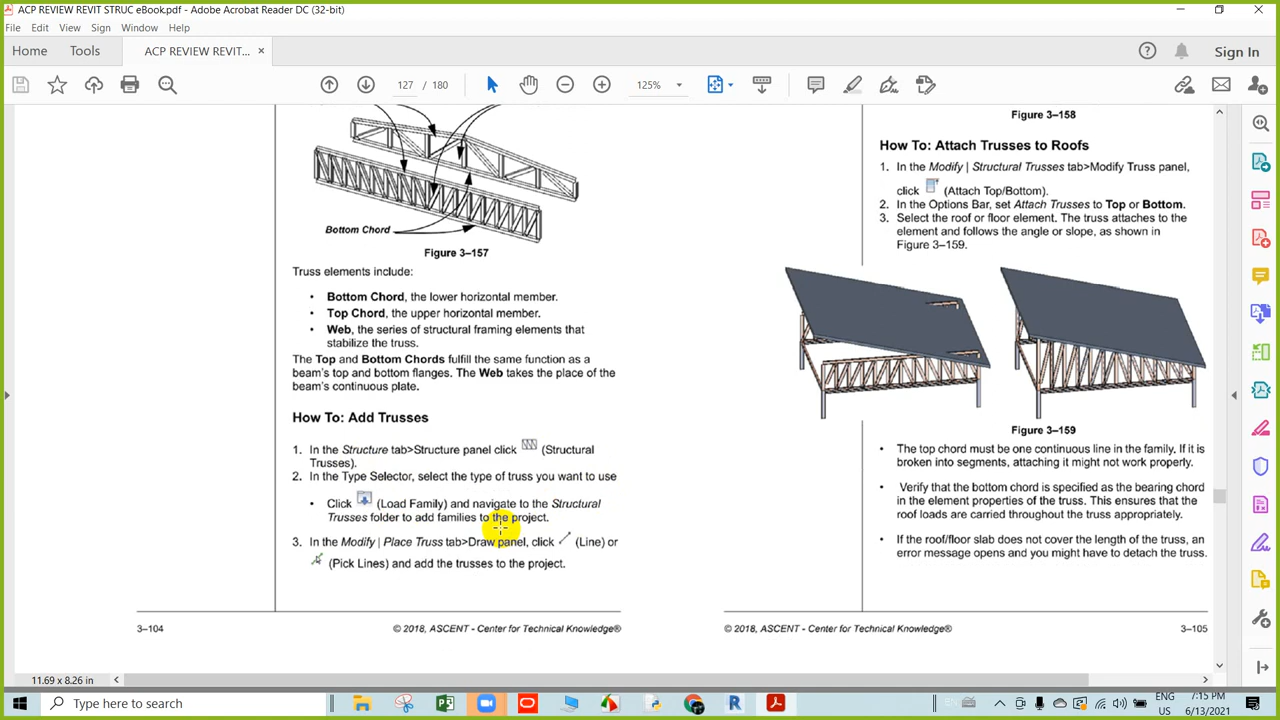 ACP REVIEW REVIT STRUC eBook.pdf - Adobe Acrobat Reader DC (32-bit)
File Edit View Sign Window Help
Home Tools ACP REVIEW REVIT... × Sign In
127 / 180 125%
Bottom Chord
Figure 3–157
Truss elements include:
• Bottom Chord, the lower horizontal member.
• Top Chord, the upper horizontal member.
• Web, the series of structural framing elements that
stabilize the truss.
The Top and Bottom Chords fulfill the same function as a
beam's top and bottom flanges. The Web takes the place of the
beam's continuous plate.
How To: Add Trusses
1. In the Structure tab>Structure panel click (Structural
Trusses).
2. In the Type Selector, select the type of truss you want to use
• Click (Load Family) and navigate to the Structural
Trusses folder to add families to the project.
3. In the Modify | Place Truss tab>Draw panel, click (Line) or
(Pick Lines) and add the trusses to the project.
3–104 © 2018, ASCENT - Center for Technical Knowledge®
Figure 3–158
How To: Attach Trusses to Roofs
1. In the Modify | Structural Trusses tab>Modify Truss panel,
click (Attach Top/Bottom).
2. In the Options Bar, set Attach Trusses to Top or Bottom.
3. Select the roof or floor element. The truss attaches to the
element and follows the angle or slope, as shown in
Figure 3–159.
Figure 3–159
• The top chord must be one continuous line in the family. If it is
broken into segments, attaching it might not work properly.
• Verify that the bottom chord is specified as the bearing chord
in the element properties of the truss. This ensures that the
roof loads are carried throughout the truss appropriately.
• If the roof/floor slab does not cover the length of the truss, an
error message opens and you might have to detach the truss.
© 2018, ASCENT - Center for Technical Knowledge® 3–105
11.69 x 8.26 in
Type here to search
ENG
US
7:15 PM
6/13/2021